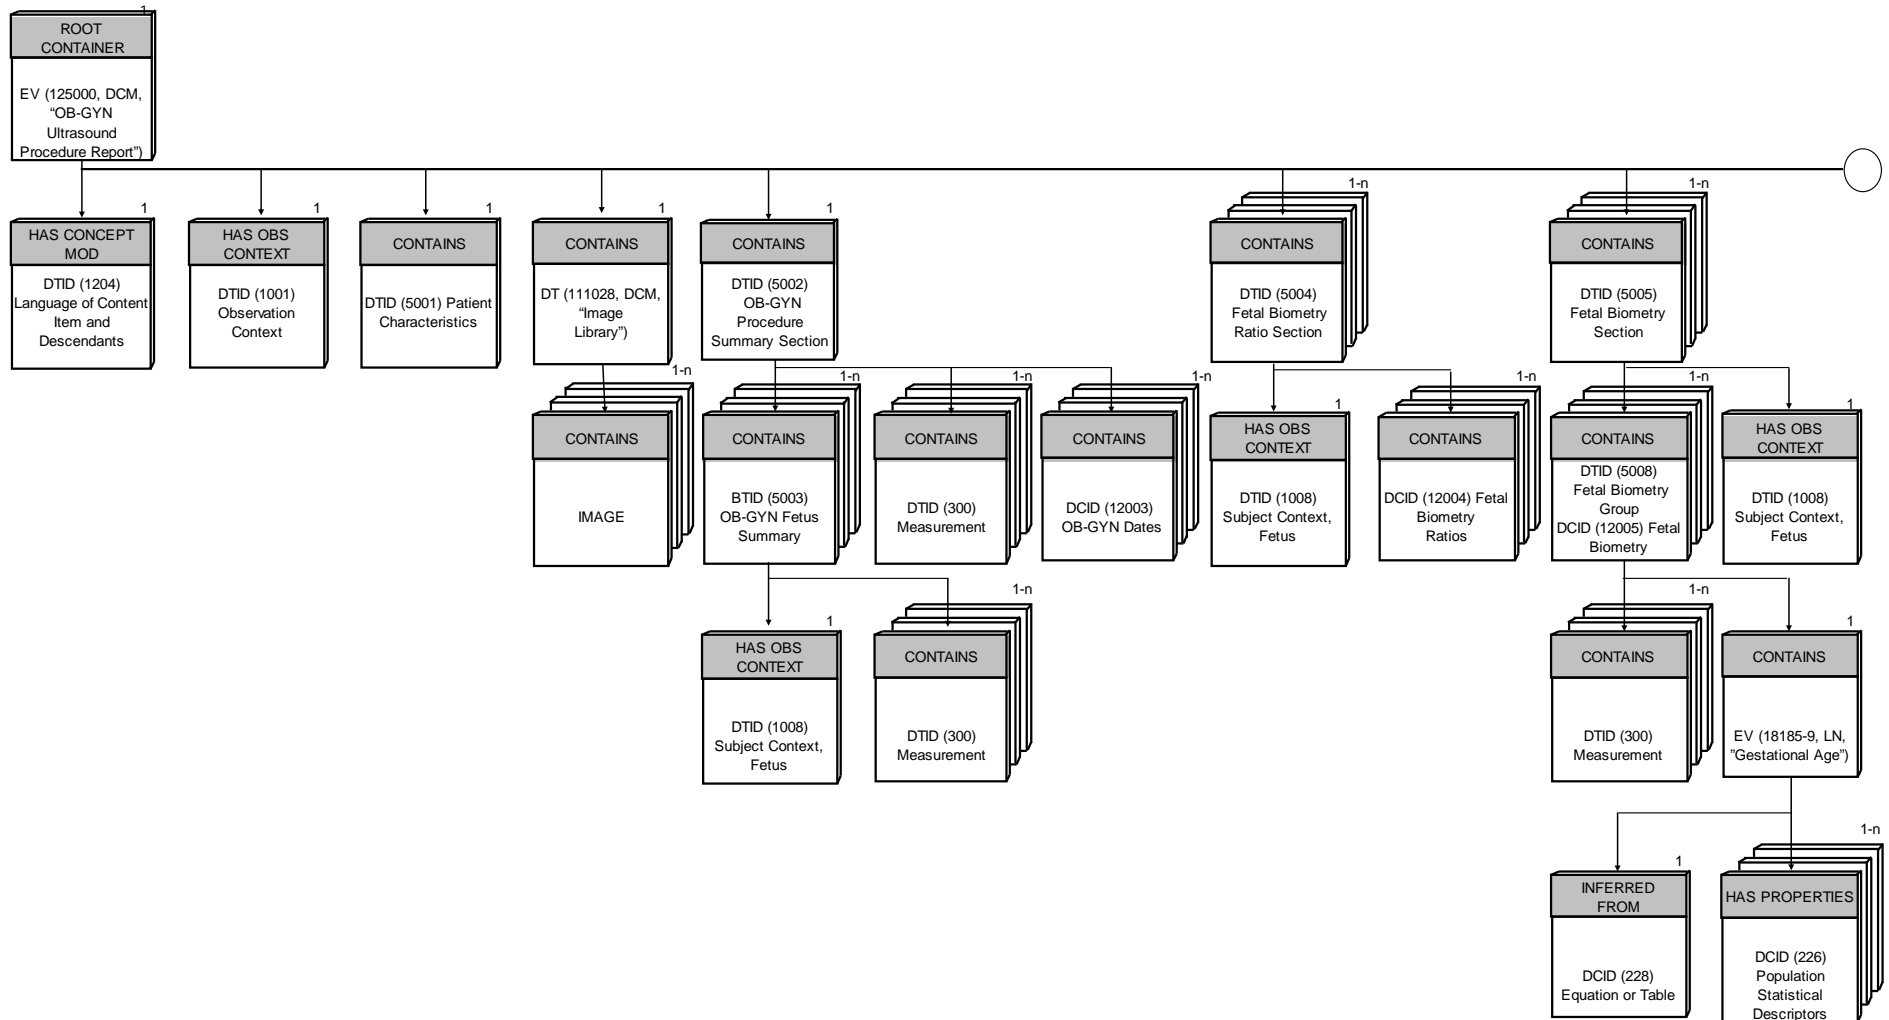 1
ROOT
CONTAINER
EV (125000, DCM,
“OB-GYN
Ultrasound
Procedure Report”)
1
HAS CONCEPT
MOD
DTID (1204)
Language of Content
Item and
Descendants
1
HAS OBS
CONTEXT
DTID (1001)
Observation
Context
1
CONTAINS
DTID (5001) Patient
Characteristics
1
CONTAINS
DT (111028, DCM,
“Image
Library”)
1
CONTAINS
DTID (5002)
OB-GYN
Procedure
Summary Section
1-n
CONTAINS
DTID (5004)
Fetal Biometry
Ratio Section
1-n
CONTAINS
DTID (5005)
Fetal Biometry
Section
1-n
CONTAINS
IMAGE
1-n
CONTAINS
BTID (5003)
OB-GYN Fetus
Summary
1-n
CONTAINS
DTID (300)
Measurement
1-n
CONTAINS
DCID (12003)
OB-GYN Dates
1
HAS OBS
CONTEXT
DTID (1008)
Subject Context,
Fetus
1-n
CONTAINS
DCID (12004) Fetal
Biometry
Ratios
1-n
CONTAINS
DTID (5008)
Fetal Biometry
Group
DCID (12005) Fetal
Biometry
1
HAS OBS
CONTEXT
DTID (1008)
Subject Context,
Fetus
1
HAS OBS
CONTEXT
DTID (1008)
Subject Context,
Fetus
1-n
CONTAINS
DTID (300)
Measurement
1-n
CONTAINS
DTID (300)
Measurement
1
CONTAINS
EV (18185-9, LN,
”Gestational Age”)
1
INFERRED
FROM
DCID (228)
Equation or Table
1-n
HAS PROPERTIES
DCID (226)
Population
Statistical
Descriptors